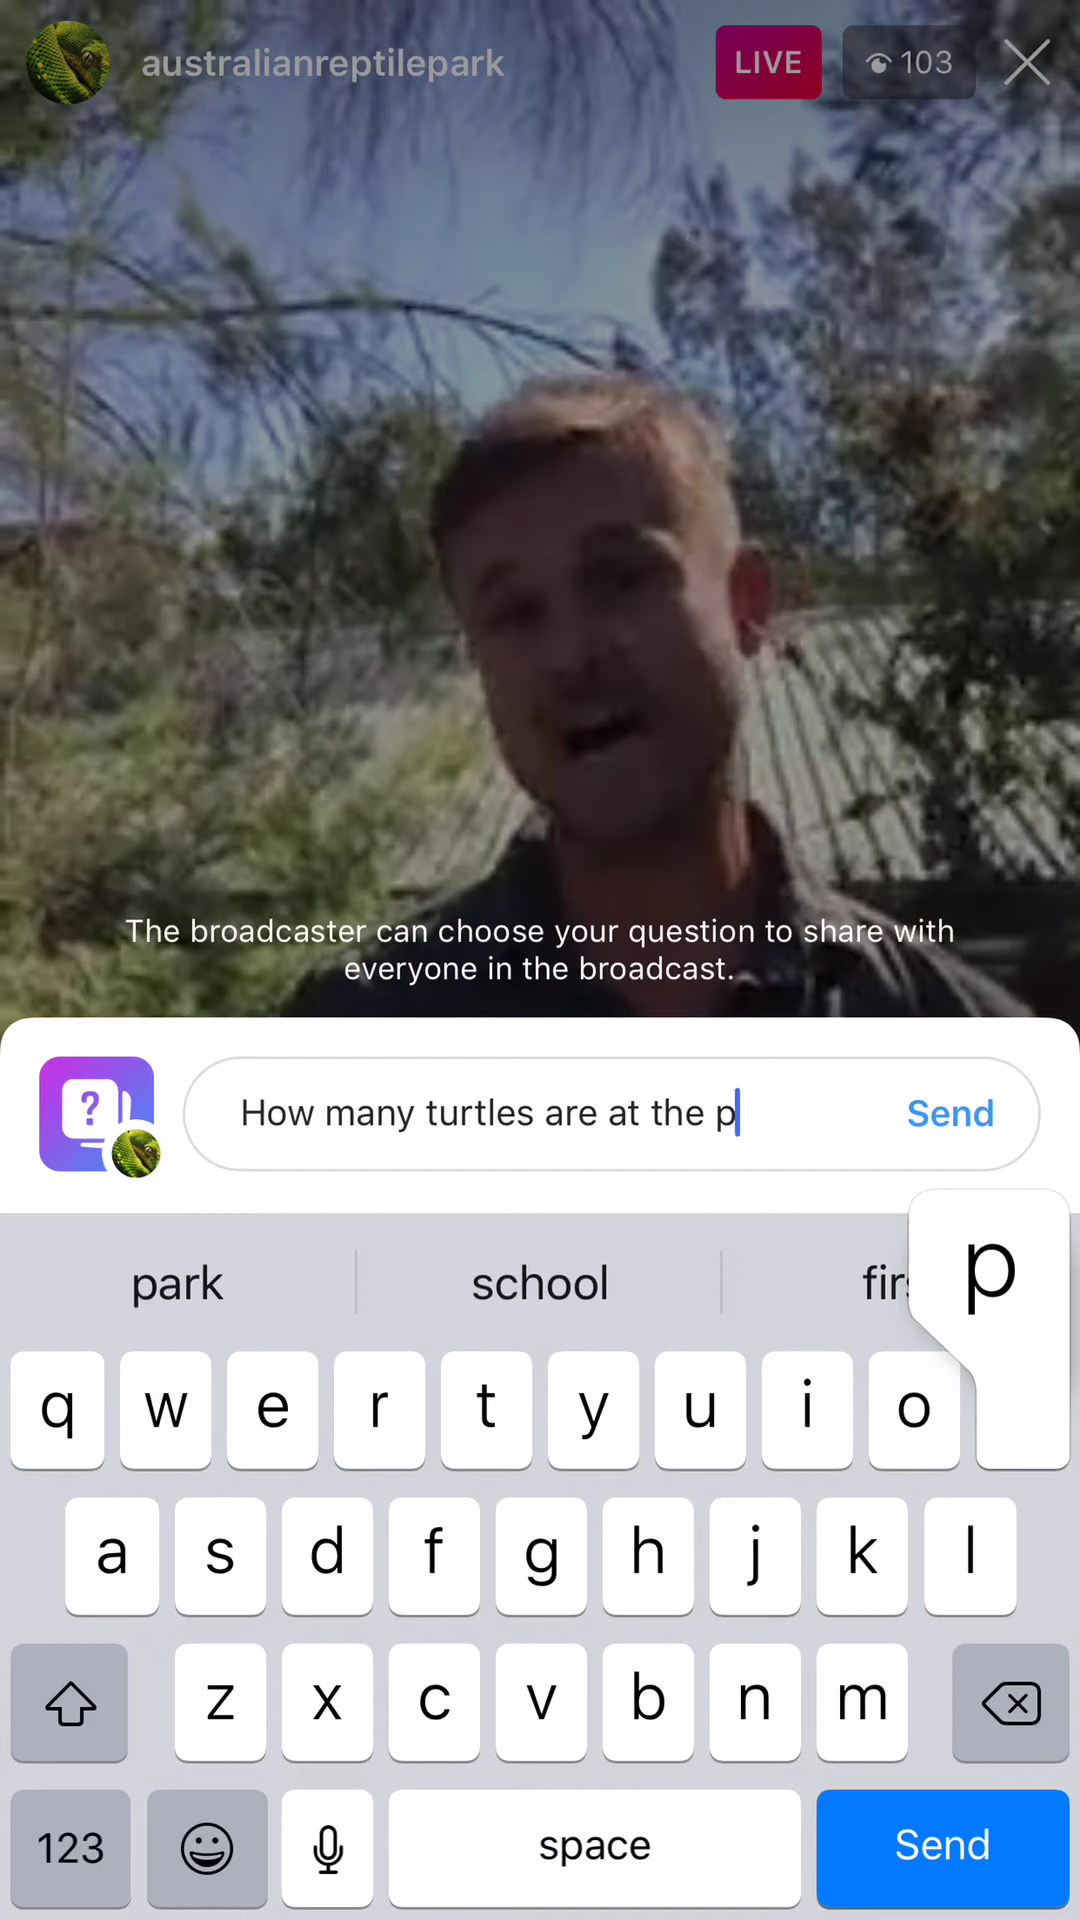 australianreptilepark LIVE 103
The broadcaster can choose your question to share with
everyone in the broadcast.
?
How many turtles are at the p Send
park school
p
q w e r t y u i o
a s d f g h j k l
z x c v b n m
123 space Send